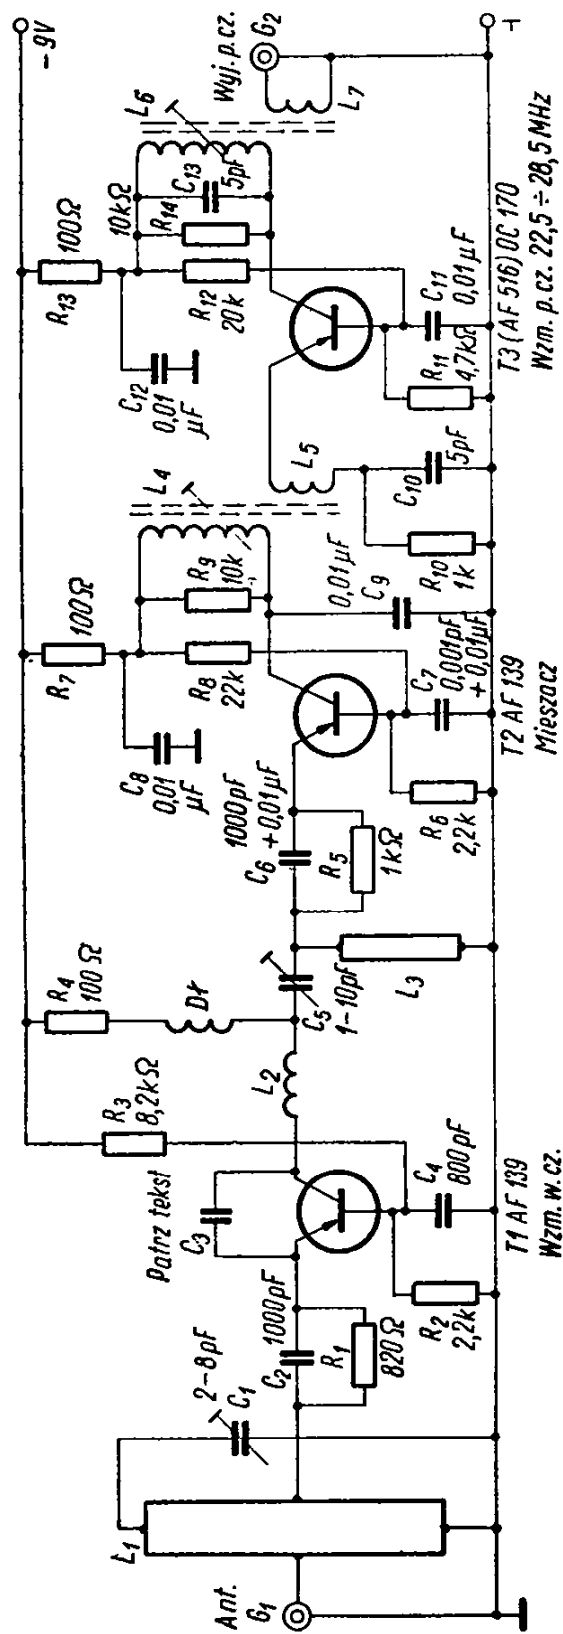 Ant.
G1
L1
2-8pF
C1
C2
1000pF
R1
820Ω
Patrz tekst
C3
R2
2,2k
C4
800pF
T1 AF 139
Wzm. w.cz.
R3
8,2kΩ
L2
R4
100Ω
Dł
C5
1-10pF
L3
C6
1000pF
+0,01µF
R5
1kΩ
R6
2,2k
C7
0,001pF
+0,01µF
T2 AF 139
Mieszacz
R7
100Ω
C8
0,01
µF
R8
22k
R9
10k
L4
C9
0,01µF
L5
R10
1k
C10
5pF
R11
4,7kΩ
C11
0,01µF
T3 (AF 516) OC 170
Wzm. p.cz. 22,5 ÷ 28,5 MHz
R13
100Ω
C12
0,01
µF
R12
20k
R14
10kΩ
C13
5pF
L6
L7
Wyj. p.cz.
G2
-9V